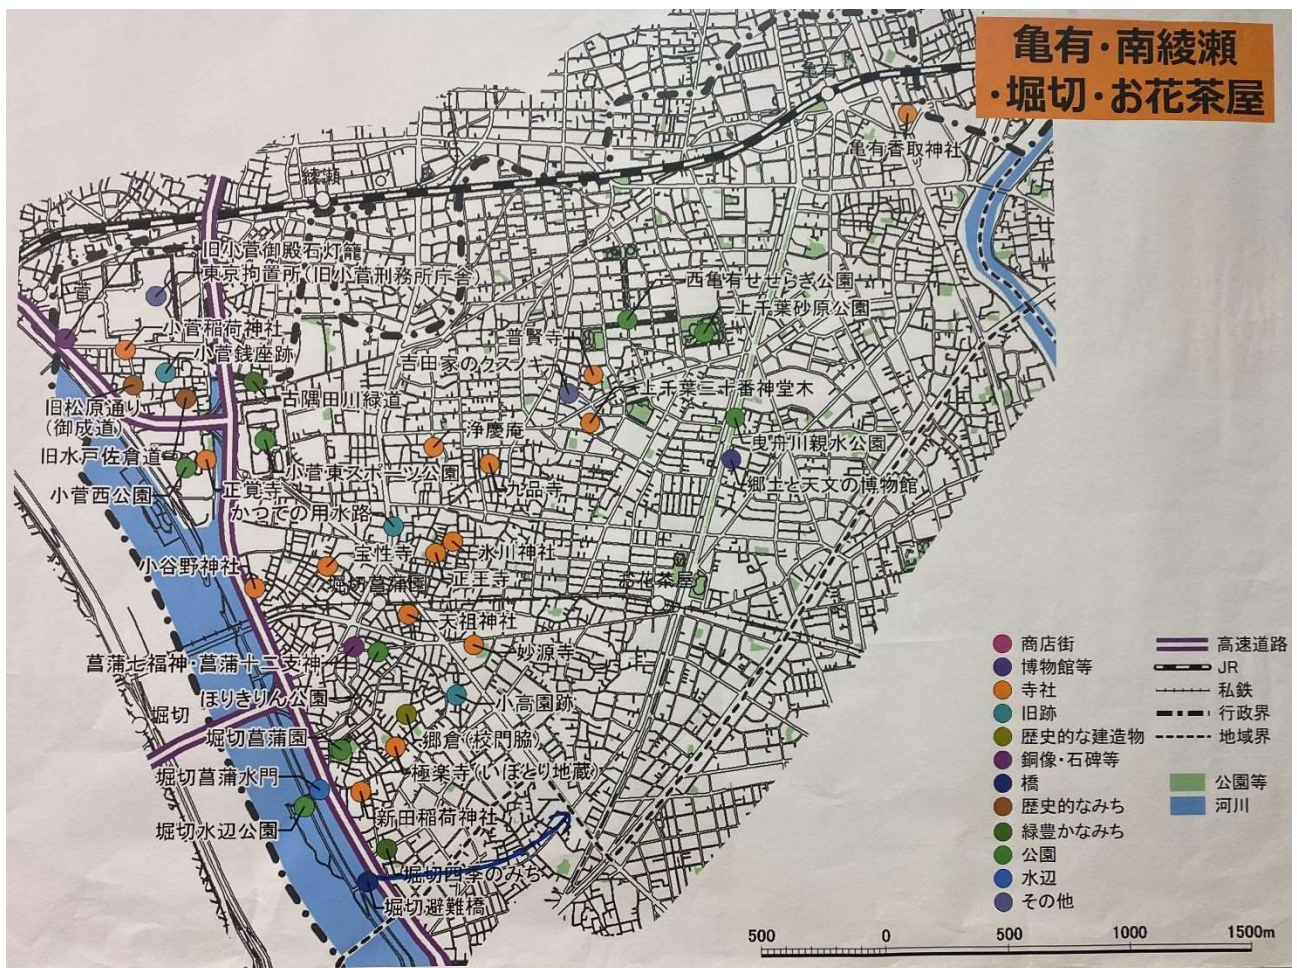 亀有・南綾瀬
・堀切・お花茶屋
亀有
亀有香取神社
綾瀬
旧小菅御殿石灯籠
東京拘置所(旧小菅刑務所庁舎)
小菅稲荷神社
小菅銭座跡
西亀有せせらぎ公園
上千葉砂原公園
普賢寺
吉田家のクスノキ
上千葉三十番神堂木
古隅田川緑道
旧松原通り
(御成道)
浄慶庵
曳舟川親水公園
旧水戸佐倉道
小菅東スポーツ公園
九品寺
郷土と天文の博物館
小菅西公園
正覚寺
かつての用水路
宝性寺
氷川神社
小谷野神社
堀切菖蒲園
正王寺
お花茶屋
天祖神社
妙源寺
菖蒲七福神・菖蒲十二支神
ほりきりん公園
小高園跡
堀切
堀切菖蒲園
郷倉(校門脇)
堀切菖蒲水門
極楽寺(いぼとり地蔵)
新田稲荷神社
堀切水辺公園
堀切四季のみち
堀切避難橋
商店街
博物館等
寺社
旧跡
歴史的な建造物
銅像・石碑等
橋
歴史的なみち
緑豊かなみち
公園
水辺
その他
高速道路
JR
私鉄
行政界
地域界
公園等
河川
500
0
500
1000
1500m